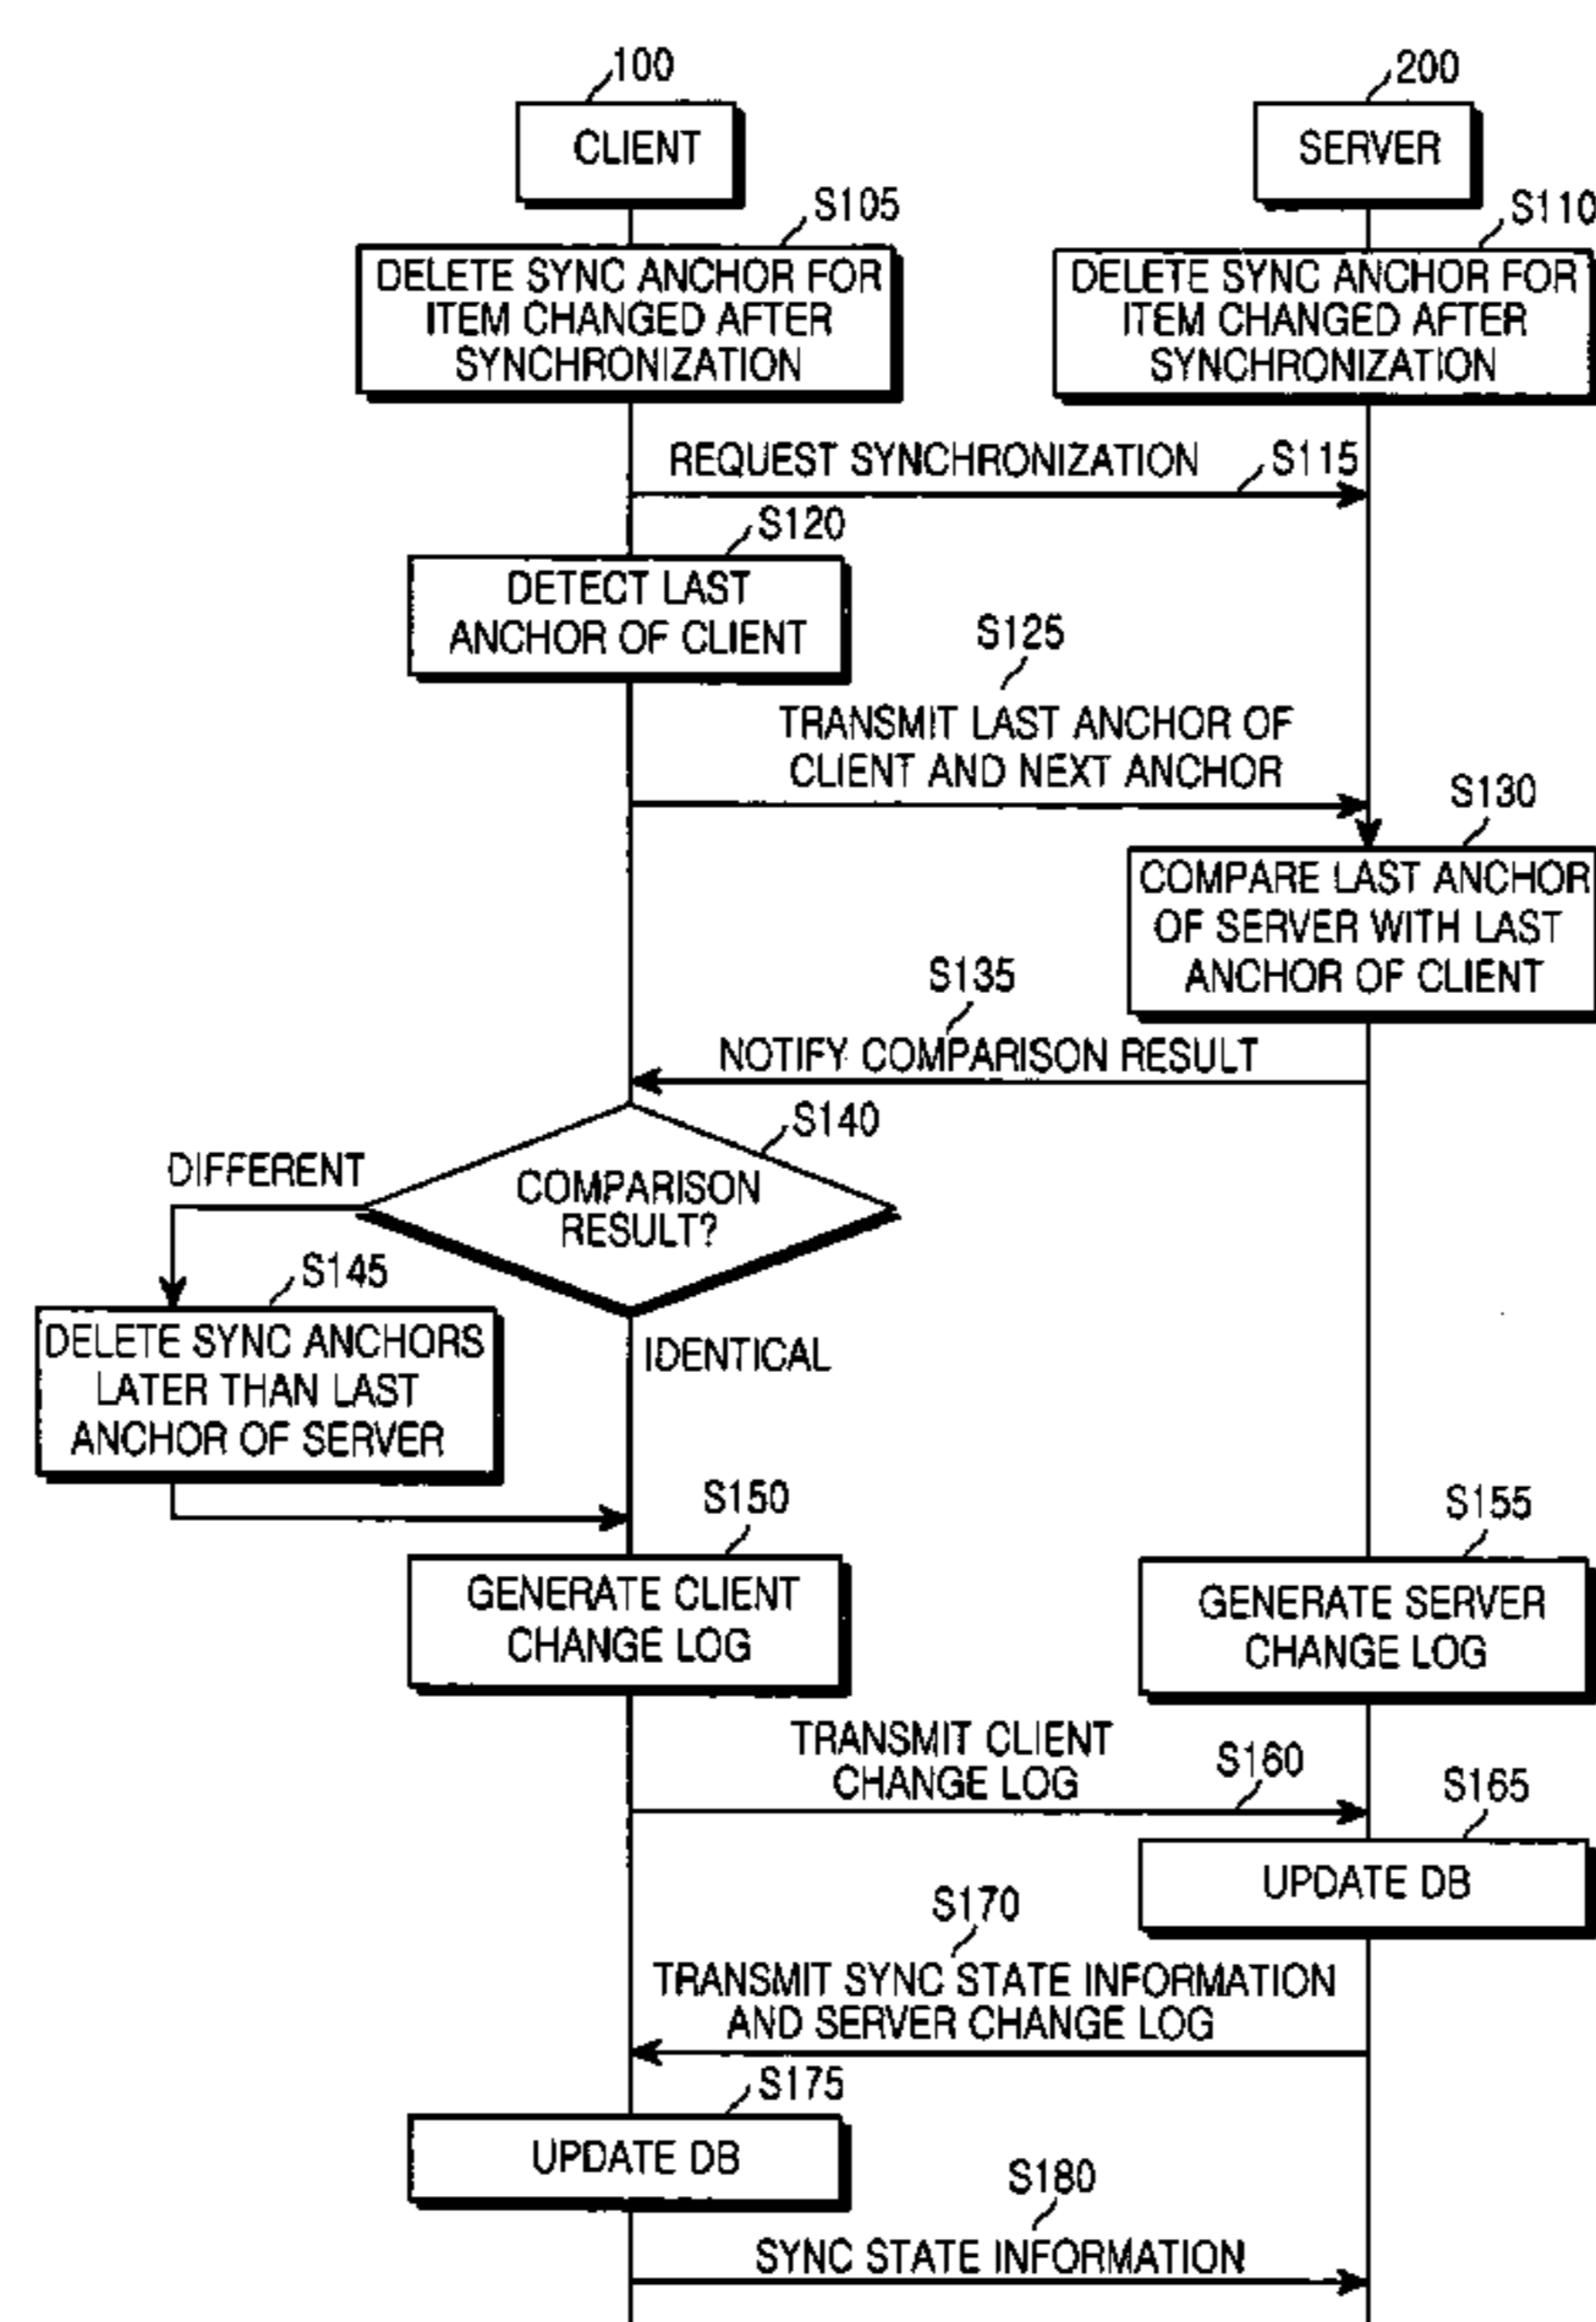 100
200
CLIENT
SERVER
S105
S110
DELETE SYNC ANCHOR FOR
ITEM CHANGED AFTER
SYNCHRONIZATION
DELETE SYNC ANCHOR FOR
ITEM CHANGED AFTER
SYNCHRONIZATION
REQUEST SYNCHRONIZATION
S115
S120
DETECT LAST
ANCHOR OF CLIENT
S125
TRANSMIT LAST ANCHOR OF
CLIENT AND NEXT ANCHOR
S130
COMPARE LAST ANCHOR
OF SERVER WITH LAST
ANCHOR OF CLIENT
S135
NOTIFY COMPARISON RESULT
S140
DIFFERENT
COMPARISON
RESULT?
S145
DELETE SYNC ANCHORS
LATER THAN LAST
ANCHOR OF SERVER
IDENTICAL
S150
S155
GENERATE CLIENT
CHANGE LOG
GENERATE SERVER
CHANGE LOG
TRANSMIT CLIENT
CHANGE LOG
S160
S165
UPDATE DB
S170
TRANSMIT SYNC STATE INFORMATION
AND SERVER CHANGE LOG
S175
UPDATE DB
S180
SYNC STATE INFORMATION